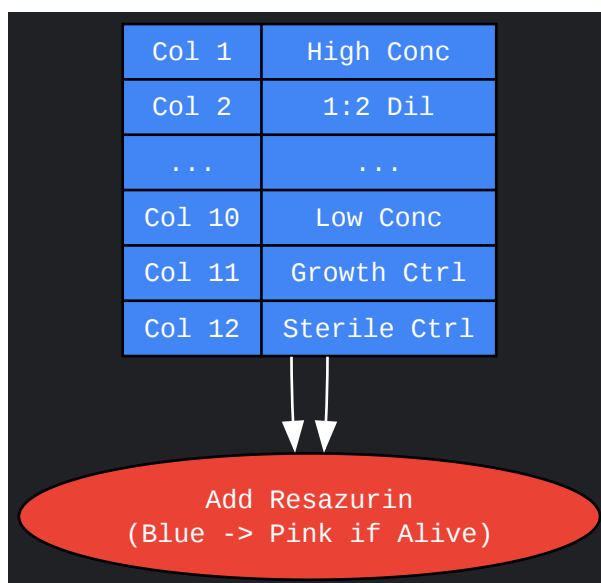 Col 1 High Conc
Col 2 1:2 Dil
... ...
Col 10 Low Conc
Col 11 Growth Ctrl
Col 12 Sterile Ctrl
Add Resazurin
(Blue -> Pink if Alive)